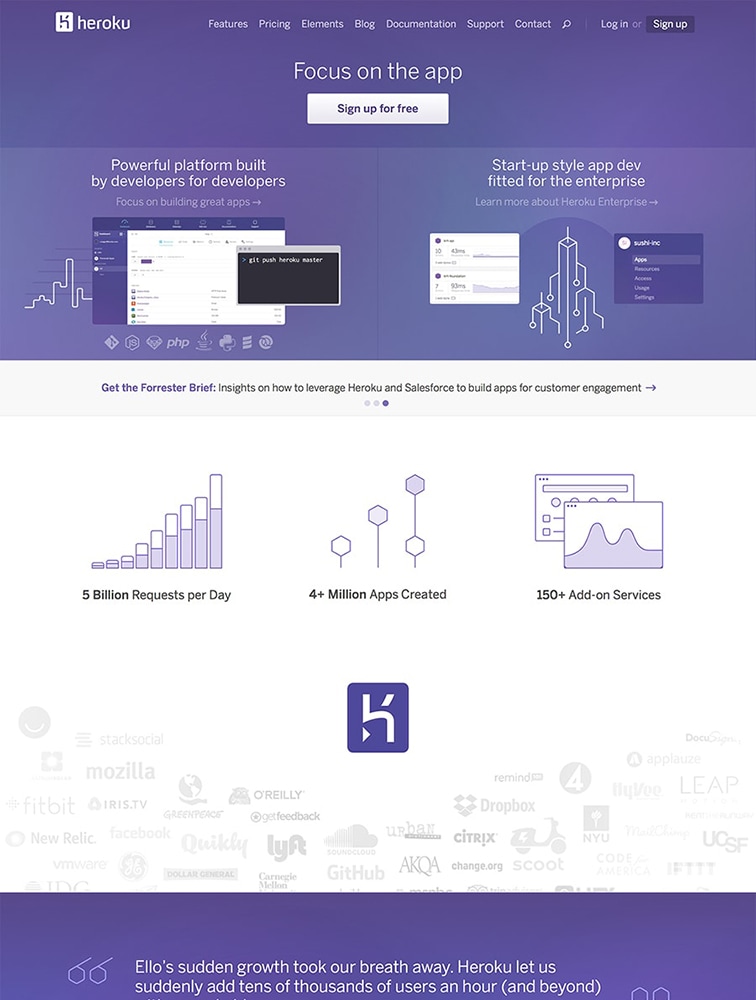 heroku
Features Pricing Elements Blog Documentation Support Contact Log in or Sign up
Focus on the app
Sign up for free
Powerful platform built
by developers for developers
Focus on building great apps →
> git push heroku master
JS php
Start-up style app dev
fitted for the enterprise
Learn more about Heroku Enterprise →
43ms
93ms
sushi-inc
Apps
Resources
Access
Usage
Settings
Get the Forrester Brief: Insights on how to leverage Heroku and Salesforce to build apps for customer engagement →
5 Billion Requests per Day
4+ Million Apps Created
150+ Add-on Services
stacksocial
DocuSign
mozilla
remind
4
applauze
HyVee
LEAP
fitbit
IRIS.TV
GREENPEACE
O'REILLY
getfeedback
Dropbox
NYU
New Relic.
facebook
Quikly
lyft
SOUNDCLOUD
urban
CITRIX
scoot
MailChimp
UCSF
vmware
GE
DOLLAR GENERAL
Carnegie
Mellon
GitHub
AKQA
change.org
CODE FOR
AMERICA
IFTTT
Ello's sudden growth took our breath away. Heroku let us
suddenly add tens of thousands of users an hour (and beyond)